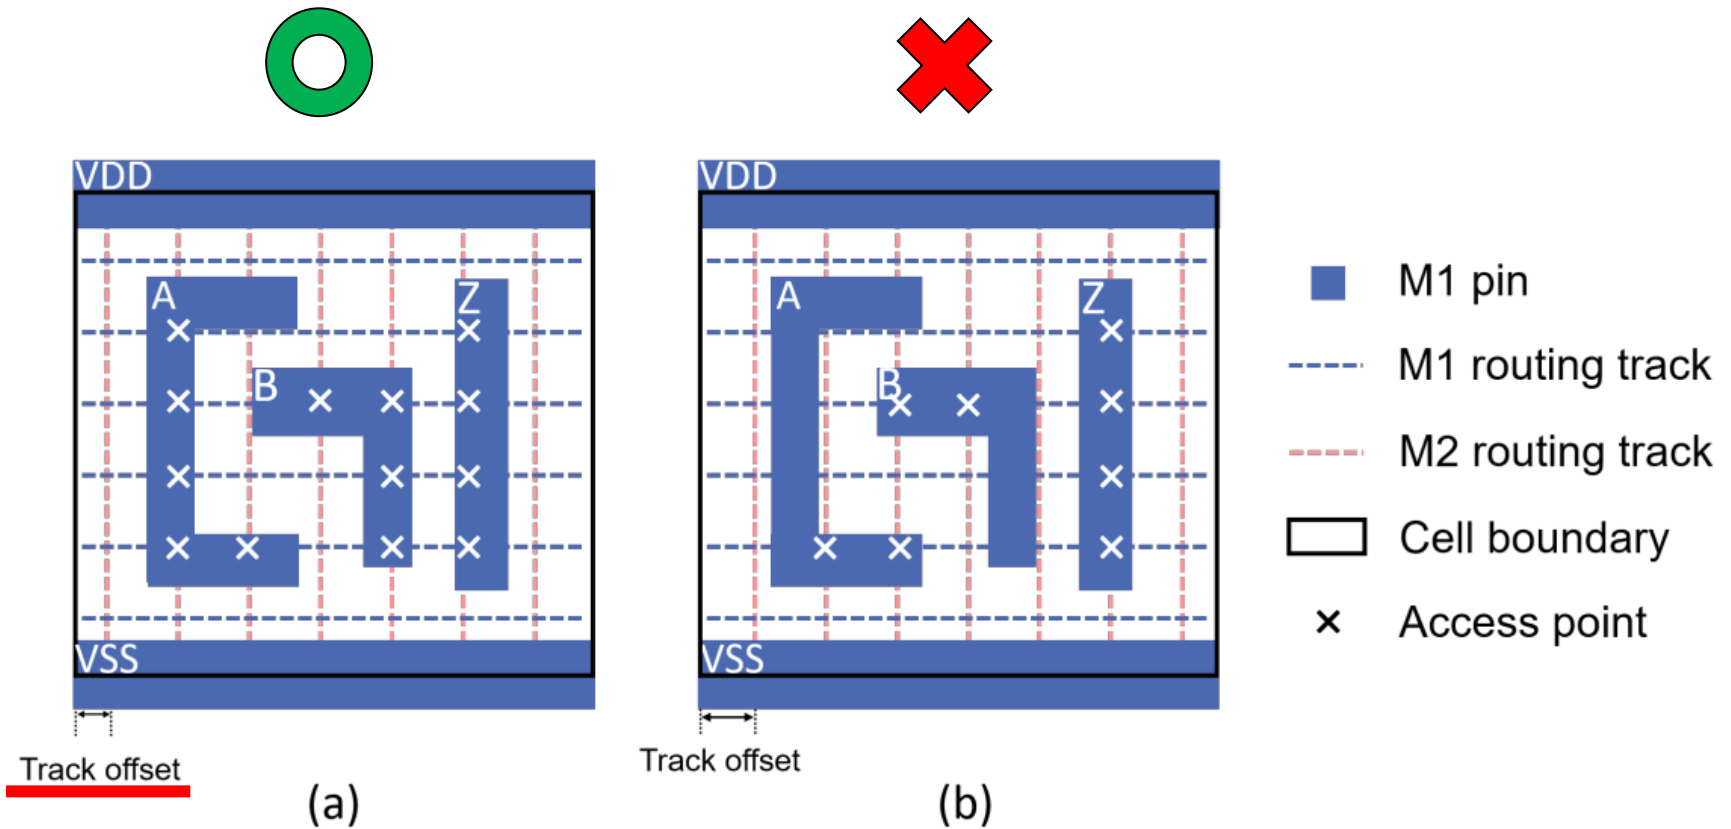 VDD
A
Z
B
VSS
Track offset
(a)
VDD
A
Z
B
VSS
Track offset
(b)
M1 pin
M1 routing track
M2 routing track
Cell boundary
Access point